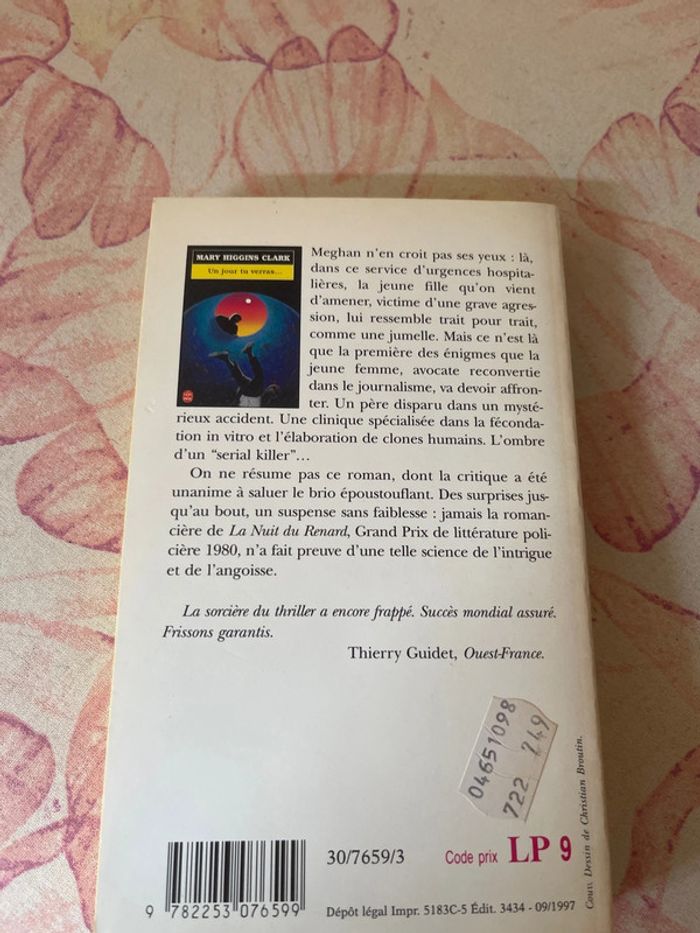 MARY HIGGINS CLARK
Un jour tu verras...
Meghan n'en croit pas ses yeux : là,
dans ce service d'urgences hospita-
lières, la jeune fille qu'on vient
d'amener, victime d'une grave agres-
sion, lui ressemble trait pour trait,
comme une jumelle. Mais ce n'est là
que la première des énigmes que la
jeune femme, avocate reconvertie
dans le journalisme, va devoir affron-
ter. Un père disparu dans un mysté-
rieux accident. Une clinique spécialisée dans la féconda-
tion in vitro et l'élaboration de clones humains. L'ombre
d'un "serial killer"...
On ne résume pas ce roman, dont la critique a été
unanime à saluer le brio époustouflant. Des surprises jus-
qu'au bout, un suspense sans faiblesse : jamais la roman-
cière de La Nuit du Renard, Grand Prix de littérature poli-
cière 1980, n'a fait preuve d'une telle science de l'intrigue
et de l'angoisse.
La sorcière du thriller a encore frappé. Succès mondial assuré.
Frissons garantis.
Thierry Guidet, Ouest-France.
04651098
722 249
Couv. Dessin de Christian Broutin.
30/7659/3
Code prix LP 9
9 782253 076599
Dépôt légal Impr. 5183C-5 Édit. 3434 - 09/1997